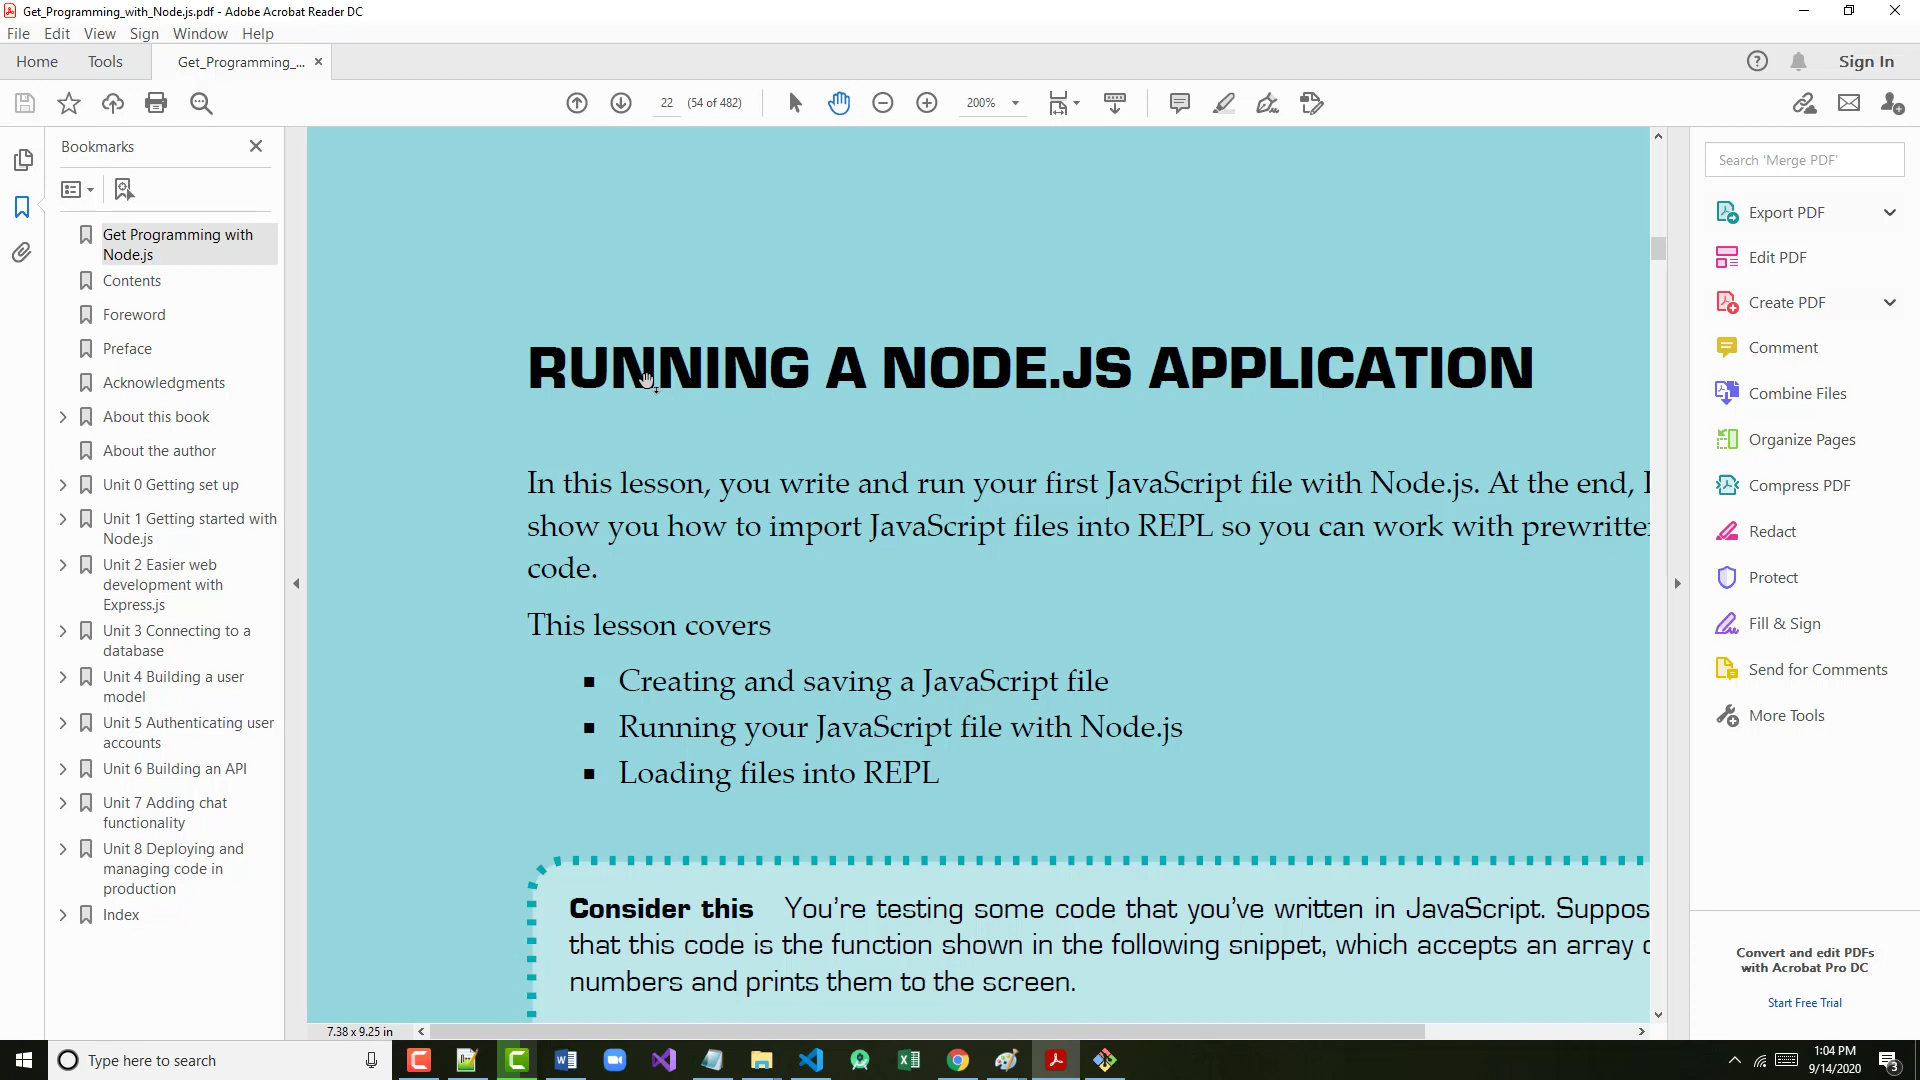 Get_Programming_with_Node.js.pdf - Adobe Acrobat Reader DC
File Edit View Sign Window Help
Home Tools Get_Programming_... Sign In
22 (54 of 482) 200%
Bookmarks
Get Programming with
Node.js
Contents
Foreword
Preface
Acknowledgments
About this book
About the author
Unit 0 Getting set up
Unit 1 Getting started with
Node.js
Unit 2 Easier web
development with
Express.js
Unit 3 Connecting to a
database
Unit 4 Building a user
model
Unit 5 Authenticating user
accounts
Unit 6 Building an API
Unit 7 Adding chat
functionality
Unit 8 Deploying and
managing code in
production
Index
RUNNING A NODE.JS APPLICATION
In this lesson, you write and run your first JavaScript file with Node.js. At the end, I
show you how to import JavaScript files into REPL so you can work with
code.
This lesson covers
■ Creating and saving a JavaScript file
■ Running your JavaScript file with Node.js
■ Loading files into REPL
Consider this You're testing some code that you've written in JavaScript.
that this code is the function shown in the following snippet, which accepts an array
numbers and prints them to the screen.
7.38 x 9.25 in
Search 'Merge PDF'
Export PDF
Edit PDF
Create PDF
Comment
Combine Files
Organize Pages
Compress PDF
Redact
Protect
Fill & Sign
Send for Comments
More Tools
Convert and edit PDFs
with Acrobat Pro DC
Start Free Trial
Type here to search
1:04 PM
9/14/2020
3